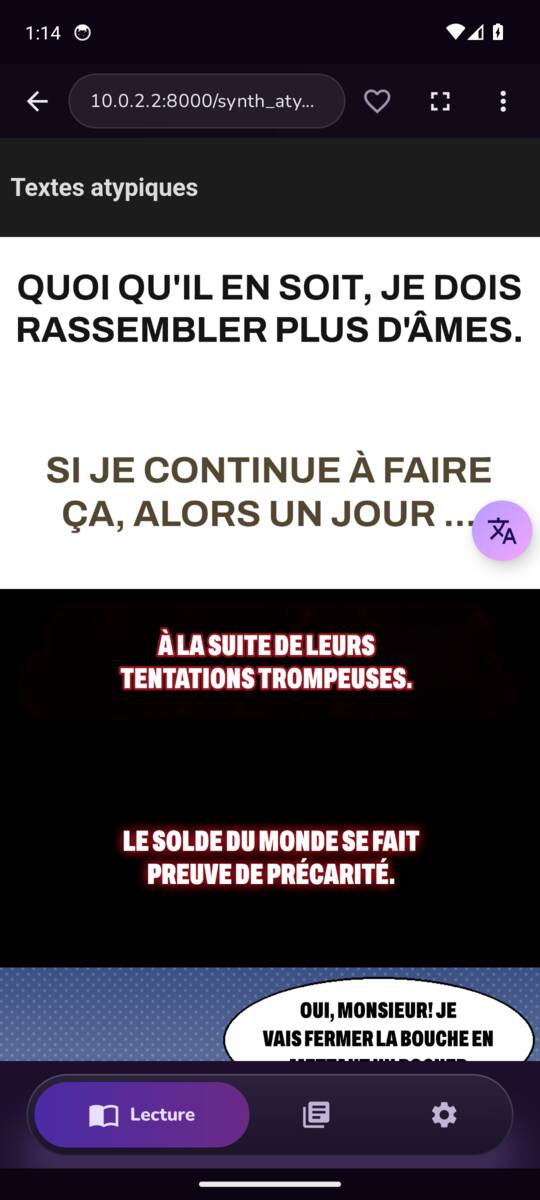 1:14
10.0.2.2:8000/synth_aty...
Textes atypiques
QUOI QU'IL EN SOIT, JE DOIS
RASSEMBLER PLUS D'ÂMES.
SI JE CONTINUE À FAIRE
ÇA, ALORS UN JOUR ...
À LA SUITE DE LEURS
TENTATIONS TROMPEUSES.
LE SOLDE DU MONDE SE FAIT
PREUVE DE PRÉCARITÉ.
OUI, MONSIEUR! JE
VAIS FERMER LA BOUCHE EN
Lecture